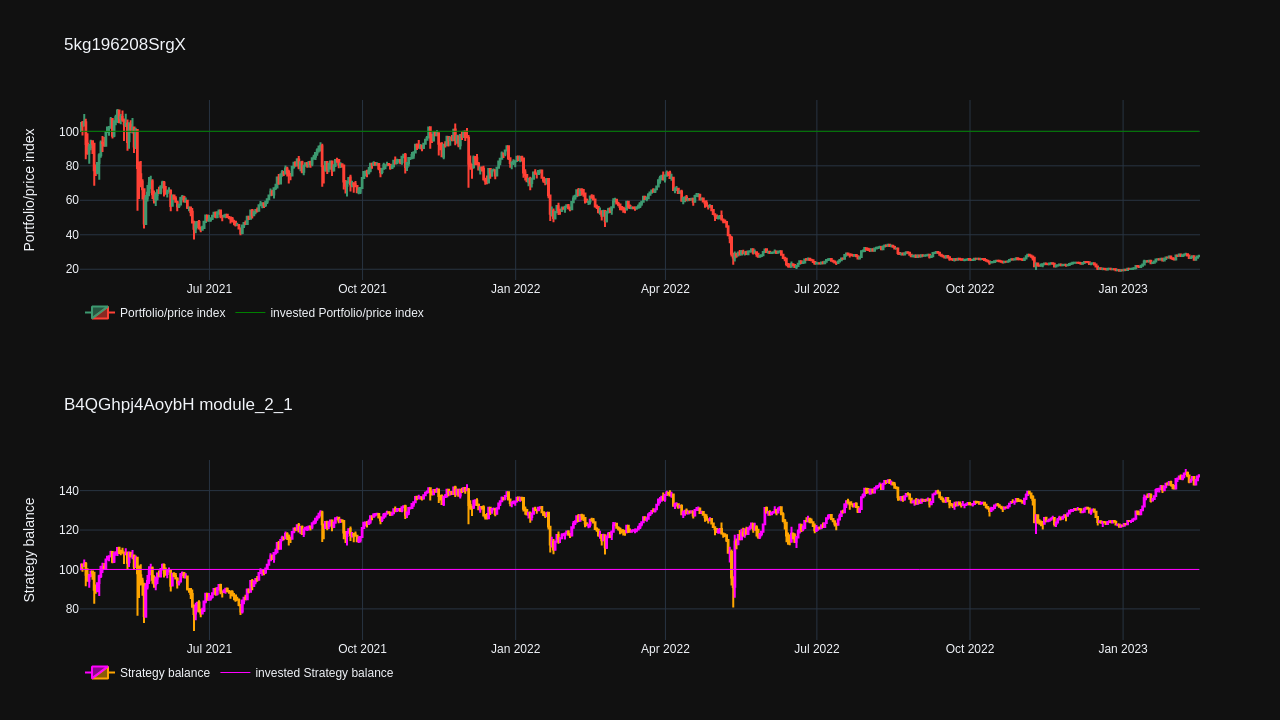 5kg196208SrgX
Portfolio/price index
100
80
60
40
20
Jul 2021
Oct 2021
Jan 2022
Apr 2022
Jul 2022
Oct 2022
Jan 2023
Portfolio/price index
invested Portfolio/price index
B4QGhpj4AoybH module_2_1
Strategy balance
140
120
100
80
Jul 2021
Oct 2021
Jan 2022
Apr 2022
Jul 2022
Oct 2022
Jan 2023
Strategy balance
invested Strategy balance